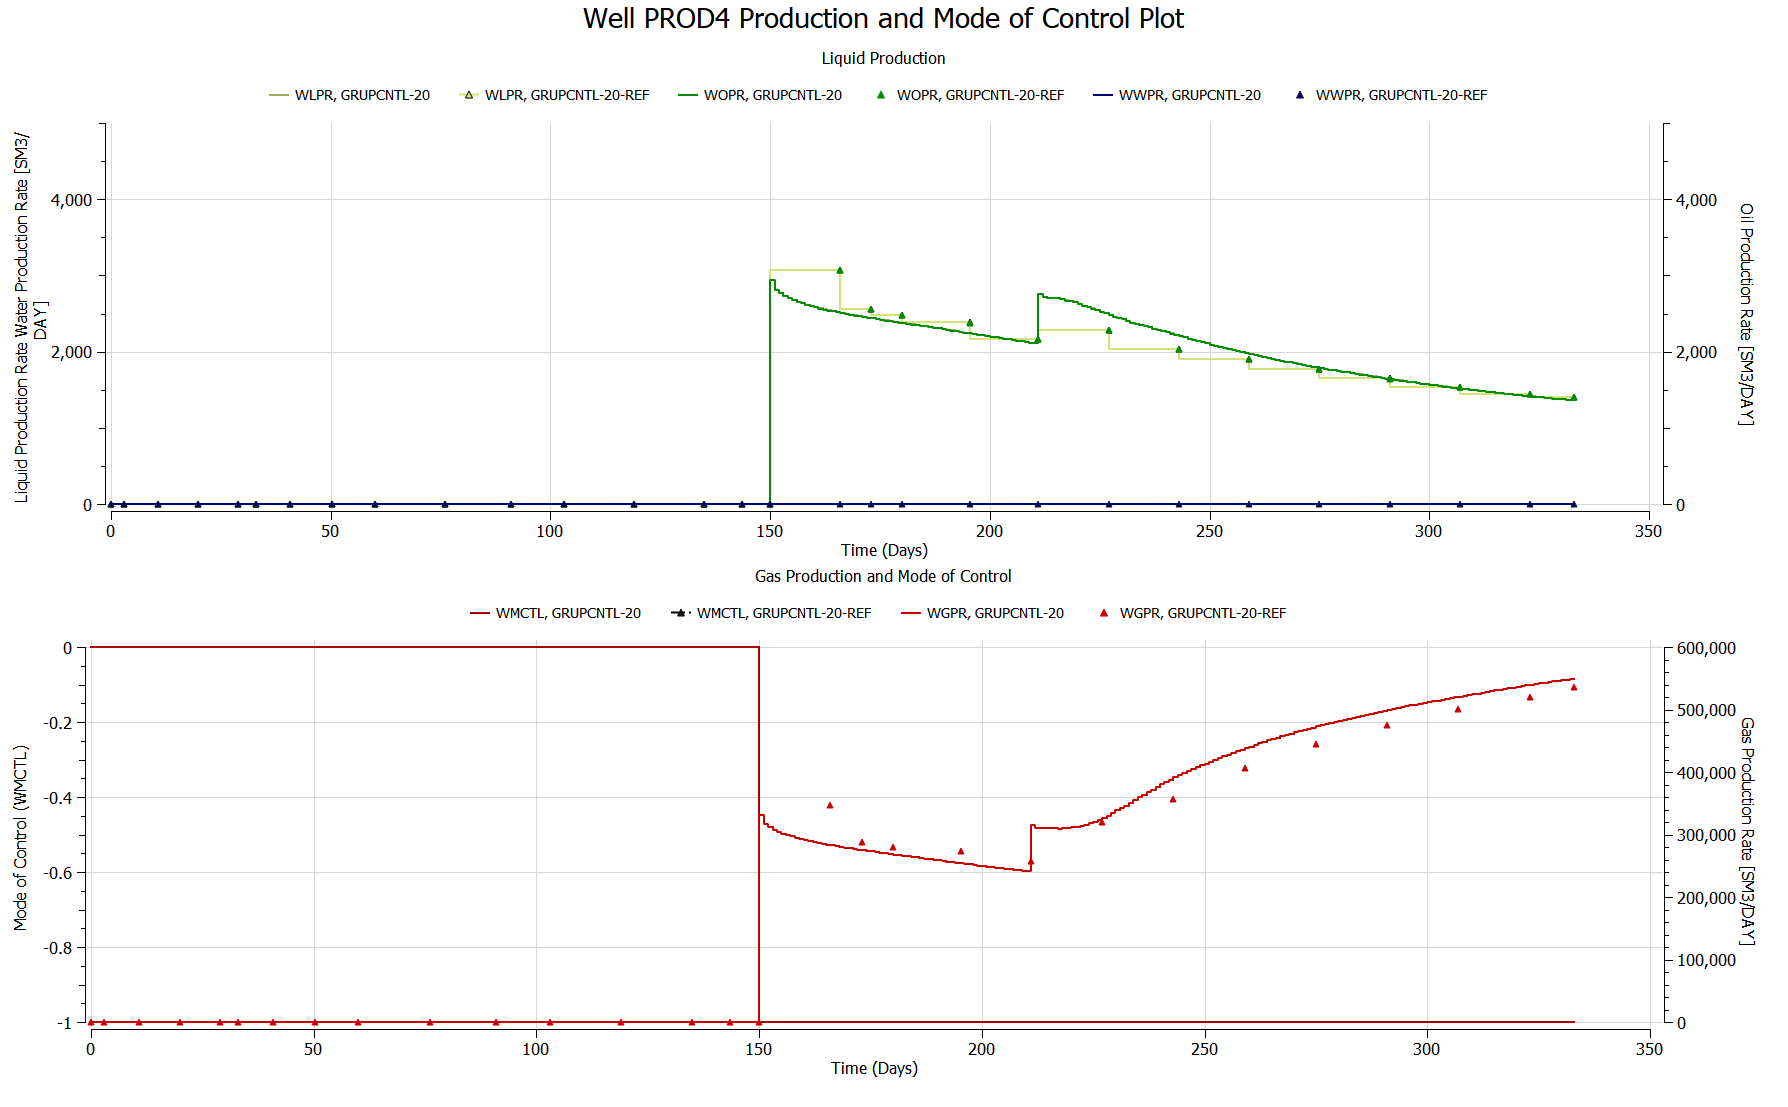 Well PROD4 Production and Mode of Control Plot
Liquid Production
WLPR, GRUPCNTL-20 WLPR, GRUPCNTL-20-REF WOPR, GRUPCNTL-20 WOPR, GRUPCNTL-20-REF WWPR, GRUPCNTL-20 WWPR, GRUPCNTL-20-REF
Liquid Production Rate Water Production Rate [SM3/
DAY]
4,000
2,000
0
4,000
2,000
0
Oil Production Rate [SM3/DAY]
0 50 100 150 200 250 300 350
Time (Days)
Gas Production and Mode of Control
WMCTL, GRUPCNTL-20 WMCTL, GRUPCNTL-20-REF WGPR, GRUPCNTL-20 WGPR, GRUPCNTL-20-REF
Mode of Control (WMCTL)
0
-0.2
-0.4
-0.6
-0.8
-1
600,000
500,000
400,000
300,000
200,000
100,000
0
Gas Production Rate [SM3/DAY]
0 50 100 150 200 250 300 350
Time (Days)